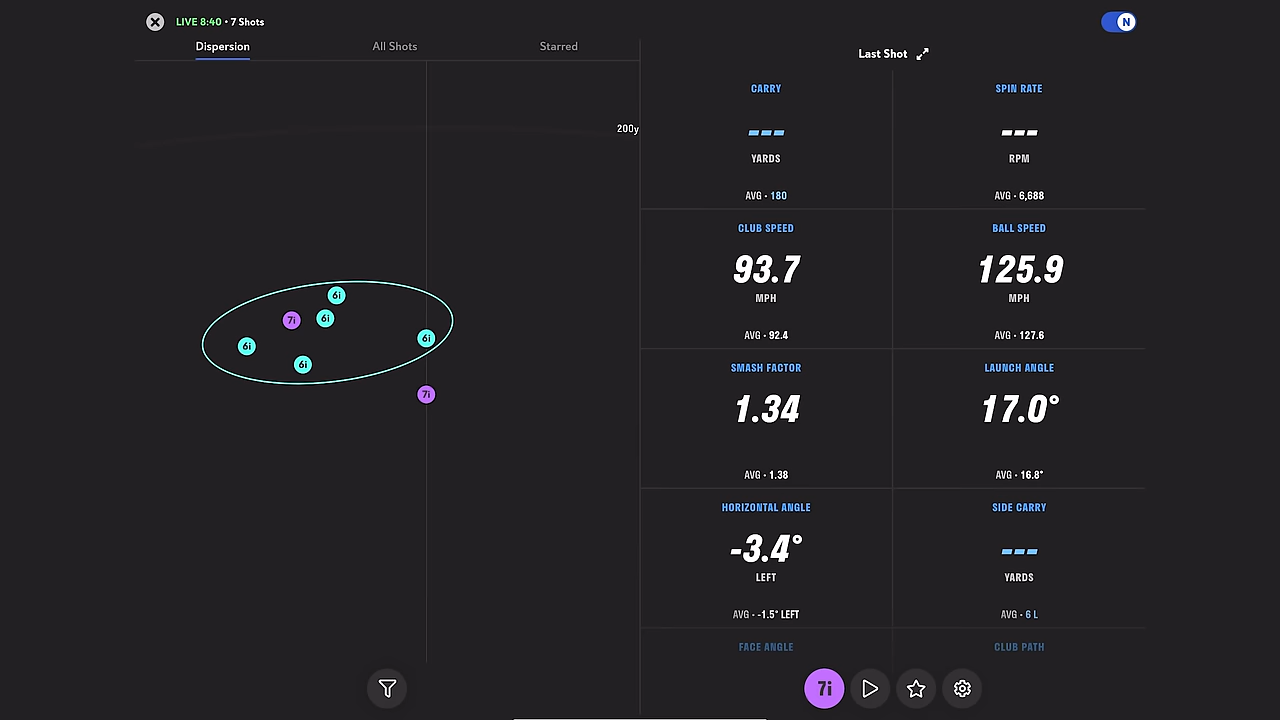 LIVE 8:40 • 7 Shots
N
Dispersion
All Shots
Starred
200y
6i
7i
6i
6i
6i
6i
7i
Last Shot
CARRY
---
YARDS
AVG • 180
SPIN RATE
---
RPM
AVG • 6,688
CLUB SPEED
93.7
MPH
AVG • 92.4
BALL SPEED
125.9
MPH
AVG • 127.6
SMASH FACTOR
1.34
AVG • 1.38
LAUNCH ANGLE
17.0°
AVG • 16.8°
HORIZONTAL ANGLE
-3.4°
LEFT
AVG • -1.5° LEFT
SIDE CARRY
---
YARDS
AVG • 6 L
FACE ANGLE
CLUB PATH
7i